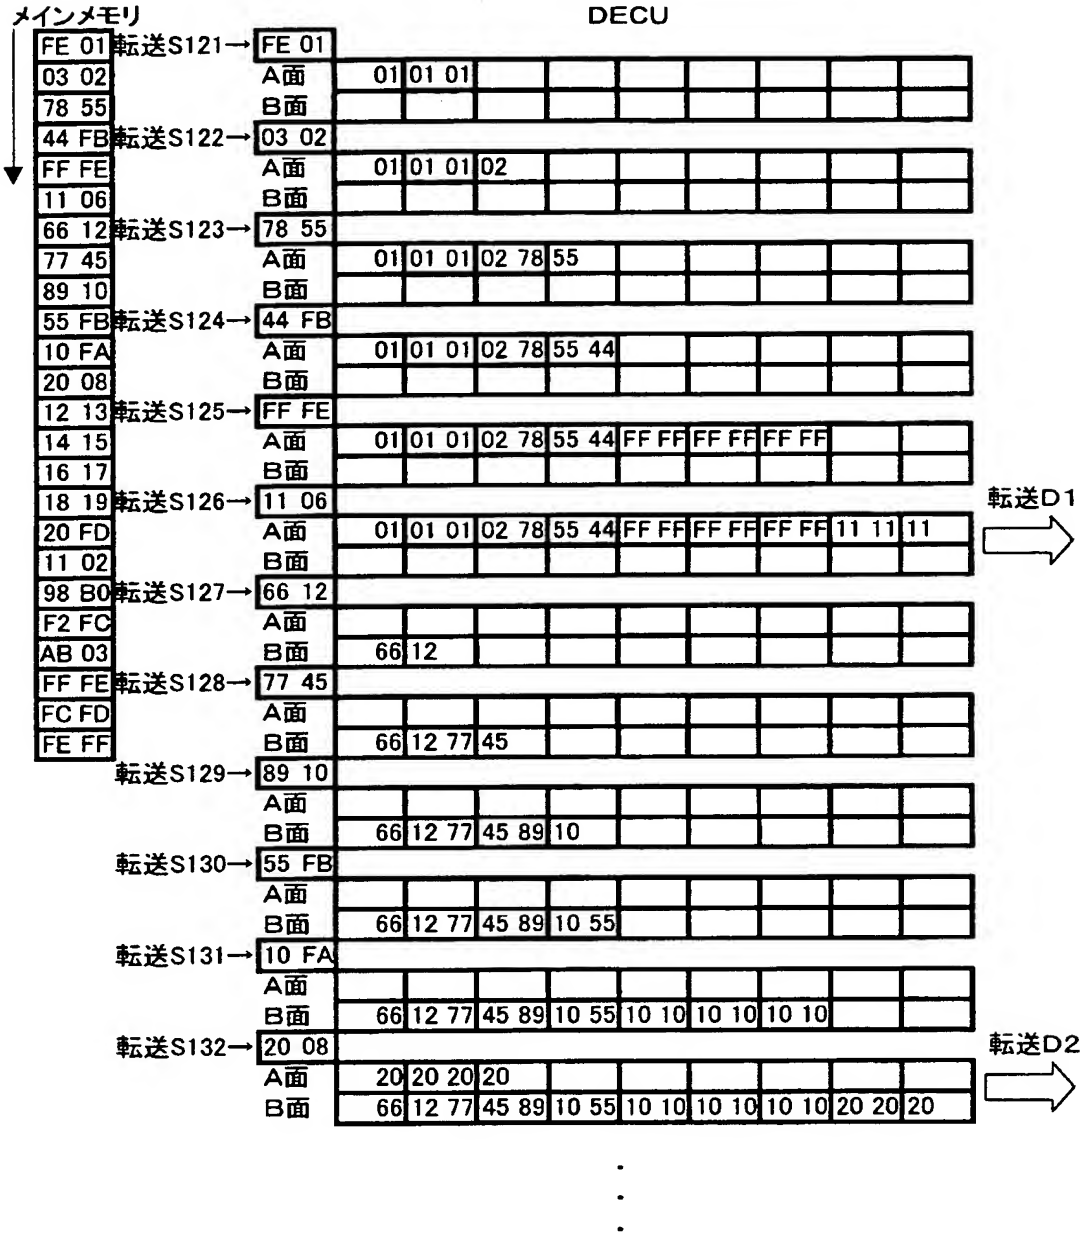 メインメモリ DECU
FE 01 転送S121→ FE 01
03 02 A面 01 01 01
78 55 B面
44 FB 転送S122→ 03 02
FF FE A面 01 01 01 02
11 06 B面
66 12 転送S123→ 78 55
77 45 A面 01 01 01 02 78 55
89 10 B面
55 FB 転送S124→ 44 FB
10 FA A面 01 01 01 02 78 55 44
20 08 B面
12 13 転送S125→ FF FE
14 15 A面 01 01 01 02 78 55 44 FF FF FF FF FF FF
16 17 B面
18 19 転送S126→ 11 06 転送D1
20 FD A面 01 01 01 02 78 55 44 FF FF FF FF FF FF 11 11 11
11 02 B面
98 B0 転送S127→ 66 12
F2 FC A面
AB 03 B面 66 12
FF FE 転送S128→ 77 45
FC FD A面
FE FF B面 66 12 77 45
転送S129→ 89 10
A面
B面 66 12 77 45 89 10
転送S130→ 55 FB
A面
B面 66 12 77 45 89 10 55
転送S131→ 10 FA
A面
B面 66 12 77 45 89 10 55 10 10 10 10 10 10
転送S132→ 20 08 転送D2
A面 20 20 20 20
B面 66 12 77 45 89 10 55 10 10 10 10 10 10 20 20 20